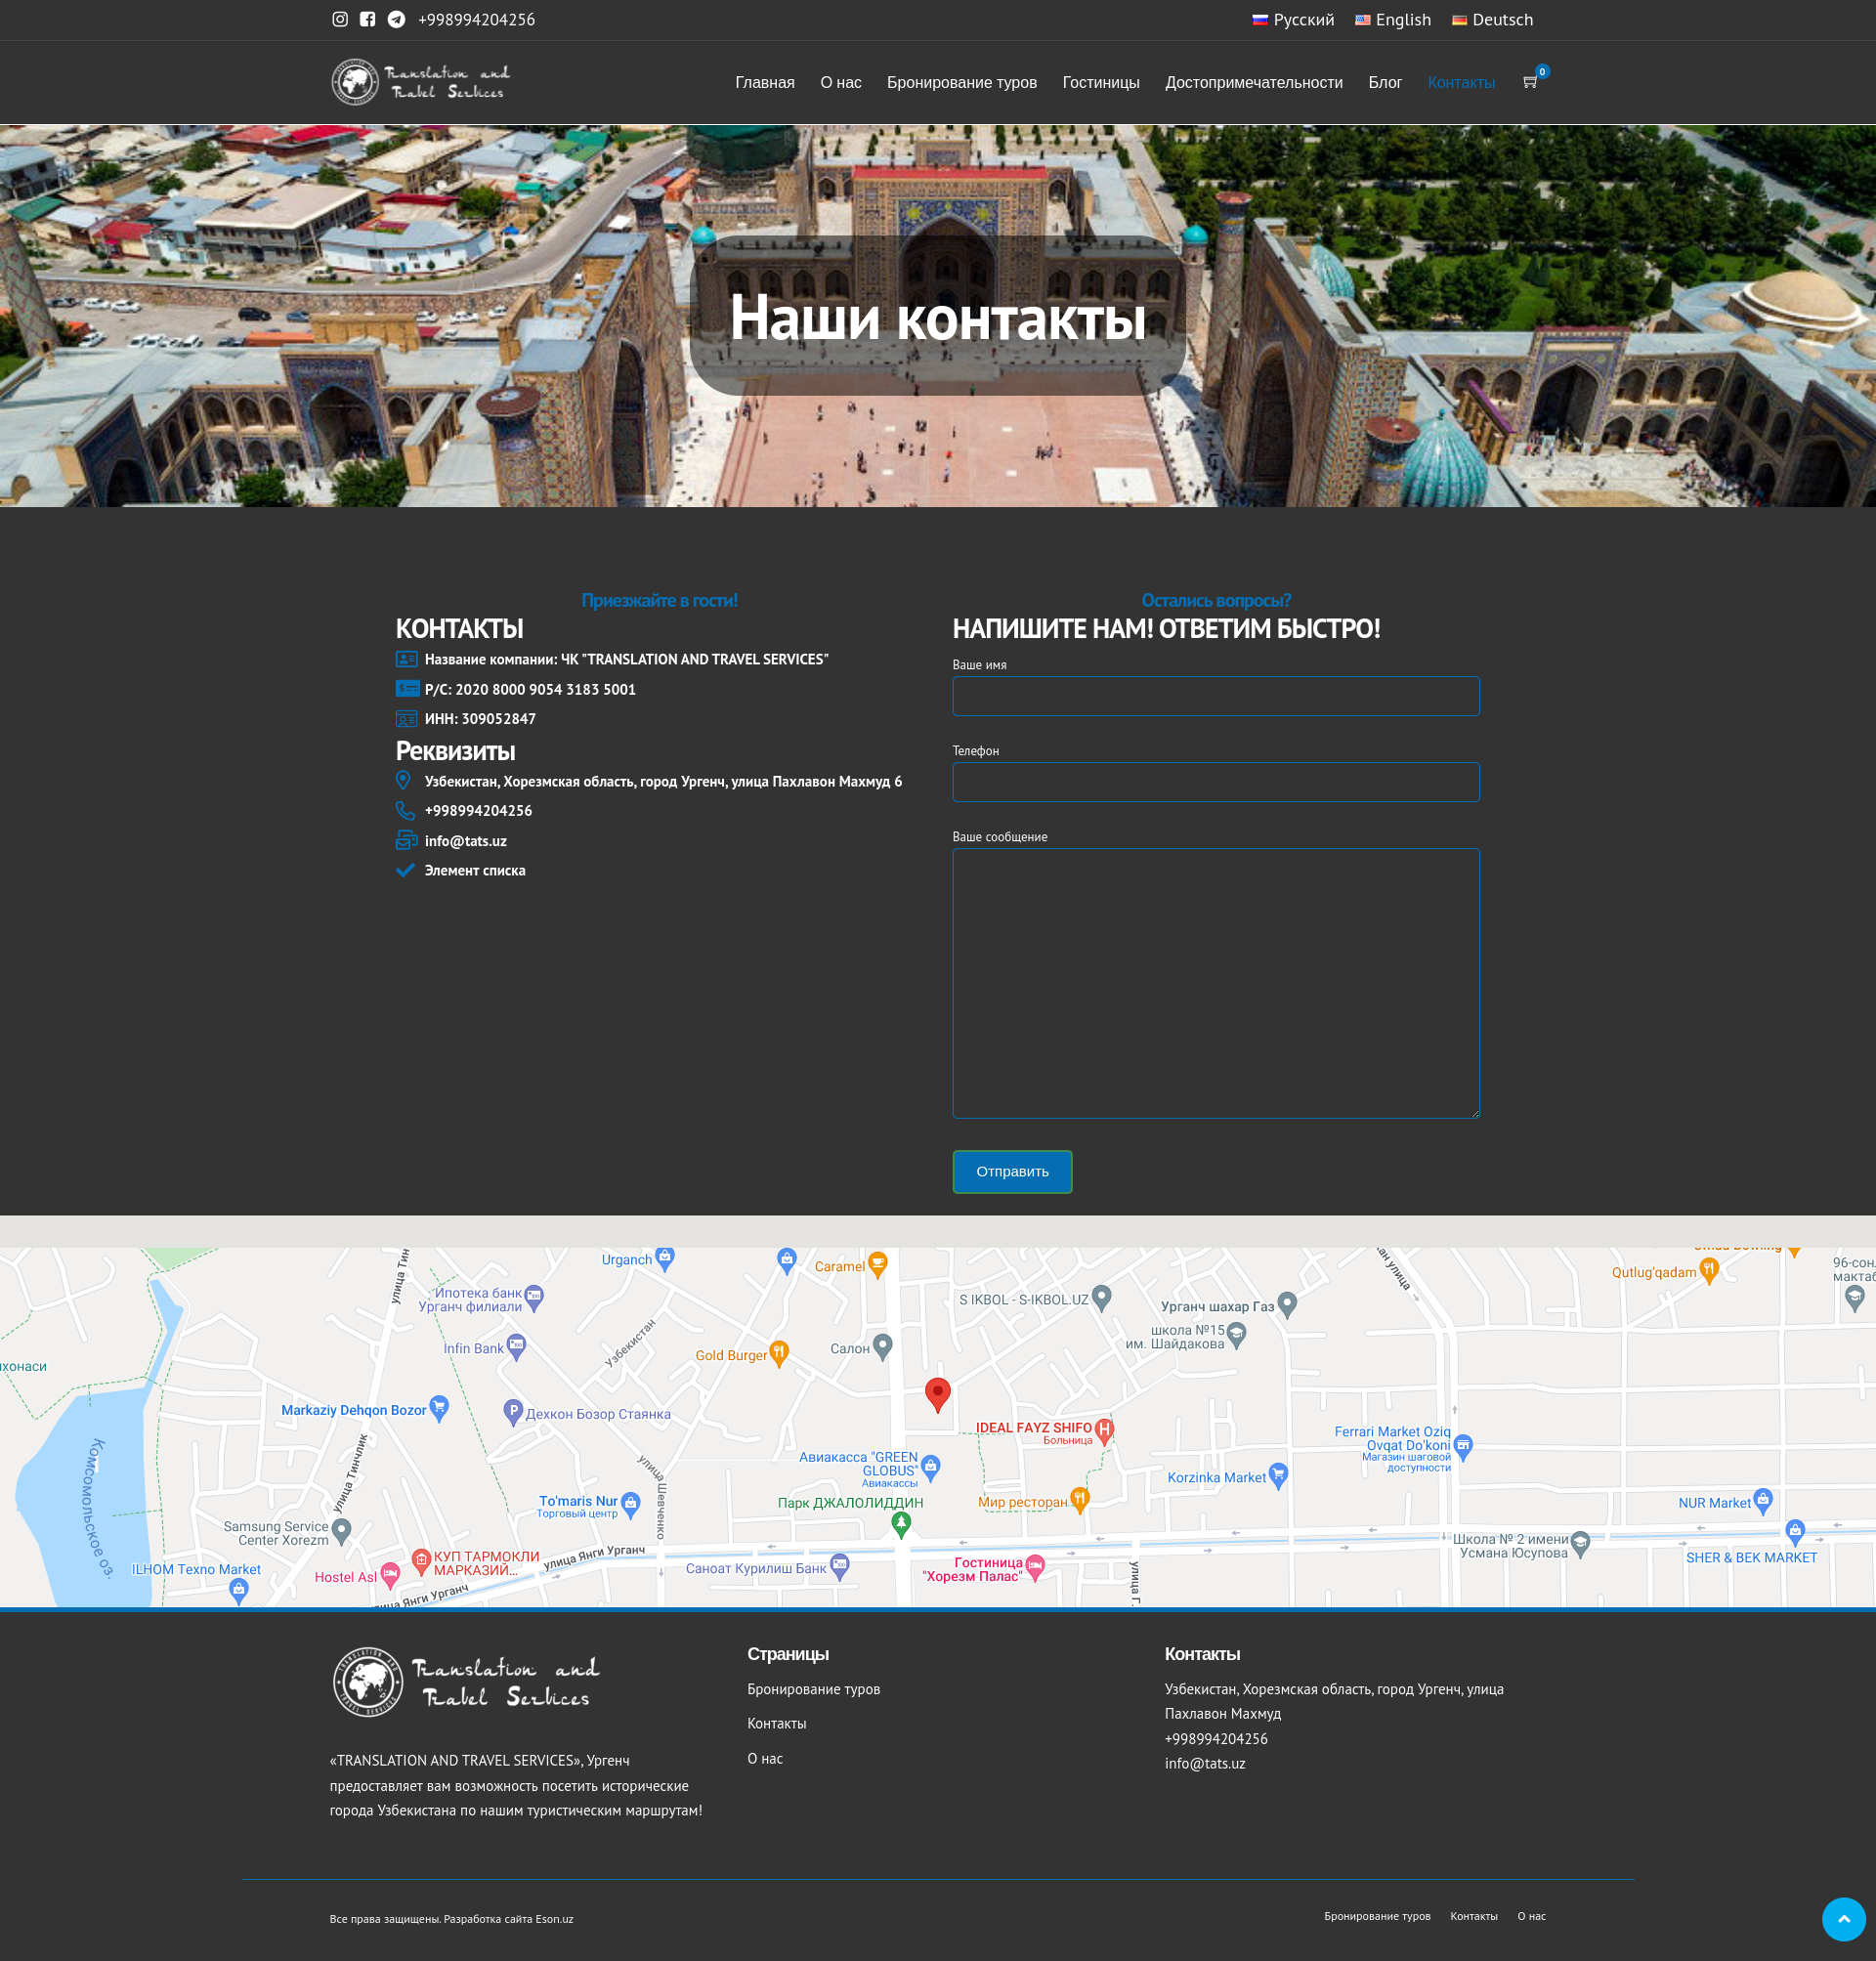 +998994204256
Русский English Deutsch
Translation and
Travel Services
Главная О нас Бронирование туров Гостиницы Достопримечательности Блог Контакты 0
Наши контакты
Приезжайте в гости!
КОНТАКТЫ
Название компании: ЧК "TRANSLATION AND TRAVEL SERVICES"
Р/С: 2020 8000 9054 3183 5001
ИНН: 309052847
Реквизиты
Узбекистан, Хорезмская область, город Ургенч, улица Пахлавон Махмуд 6
+998994204256
info@tats.uz
Элемент списка
Остались вопросы?
НАПИШИТЕ НАМ! ОТВЕТИМ БЫСТРО!
Ваше имя
Телефон
Ваше сообщение
Отправить
Urganch
Caramel
Qutlug'qadam
96-сон.
мактаб
Ипотека банк
Урганч филиали
S IKBOL - S-IKBOL.UZ
Урганч шахар Газ
школа №15
им. Шайдакова
Infin Bank
Узбекистан
Gold Burger
Салон
Markaziy Dehqon Bozor
Дехкон Бозор Стаянка
IDEAL FAYZ SHIFO
Больница
Ferrari Market Oziq
Ovqat Do'koni
Магазин шаговой
доступности
Авиакасса "GREEN
GLOBUS"
Авиакассы
Korzinka Market
Комсомольское оз.
улица Тинчлик
улица Шевченко
To'maris Nur
Торговый центр
Парк ДЖАЛОЛИДДИН
Мир ресторан..
NUR Market
Samsung Service
Center Xorezm
Школа № 2 имени
Усмана Юсупова
SHER & BEK MARKET
ILHOM Texno Market
Hostel Asl
КУП ТАРМОКЛИ
МАРКАЗИЙ...
улица Янги Урганч
улица Янги Урганч
Саноат Курилиш Банк
Гостиница
"Хорезм Палас"
улица Г.
Translation and
Travel Services
«TRANSLATION AND TRAVEL SERVICES», Ургенч
предоставляет вам возможность посетить исторические
города Узбекистана по нашим туристическим маршрутам!
Страницы
Бронирование туров
Контакты
О нас
Контакты
Узбекистан, Хорезмская область, город Ургенч, улица
Пахлавон Махмуд
+998994204256
info@tats.uz
Все права защищены. Разработка сайта Eson.uz
Бронирование туров Контакты О нас